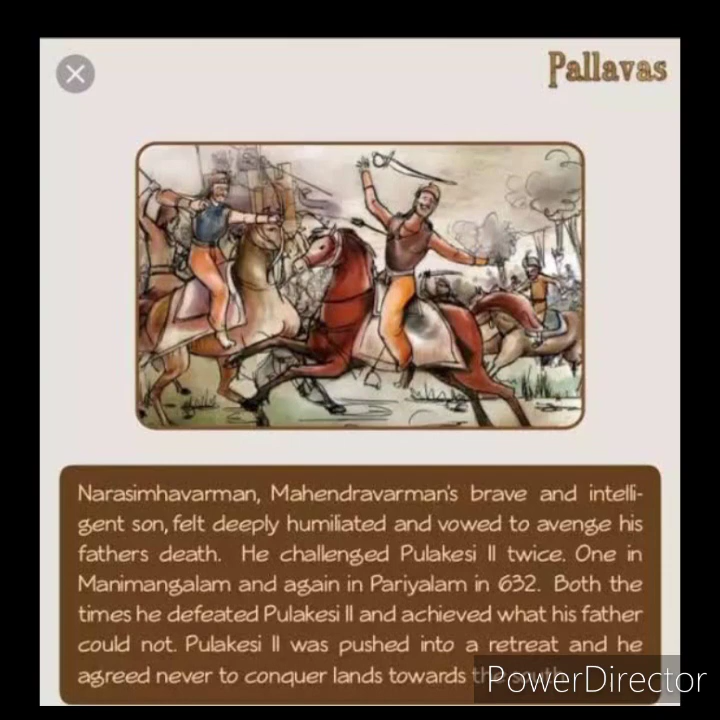 Pallavas
Narasimhavarman, Mahendravarman's brave and intelli-
gent son, felt deeply humiliated and vowed to avenge his
fathers death. He challenged Pulakesi II twice. One in
Manimangalam and again in Pariyalam in 632. Both the
times he defeated Pulakesi II and achieved what his father
could not. Pulakesi II was pushed into a retreat and he
agreed never to conquer lands towards the south.
PowerDirector